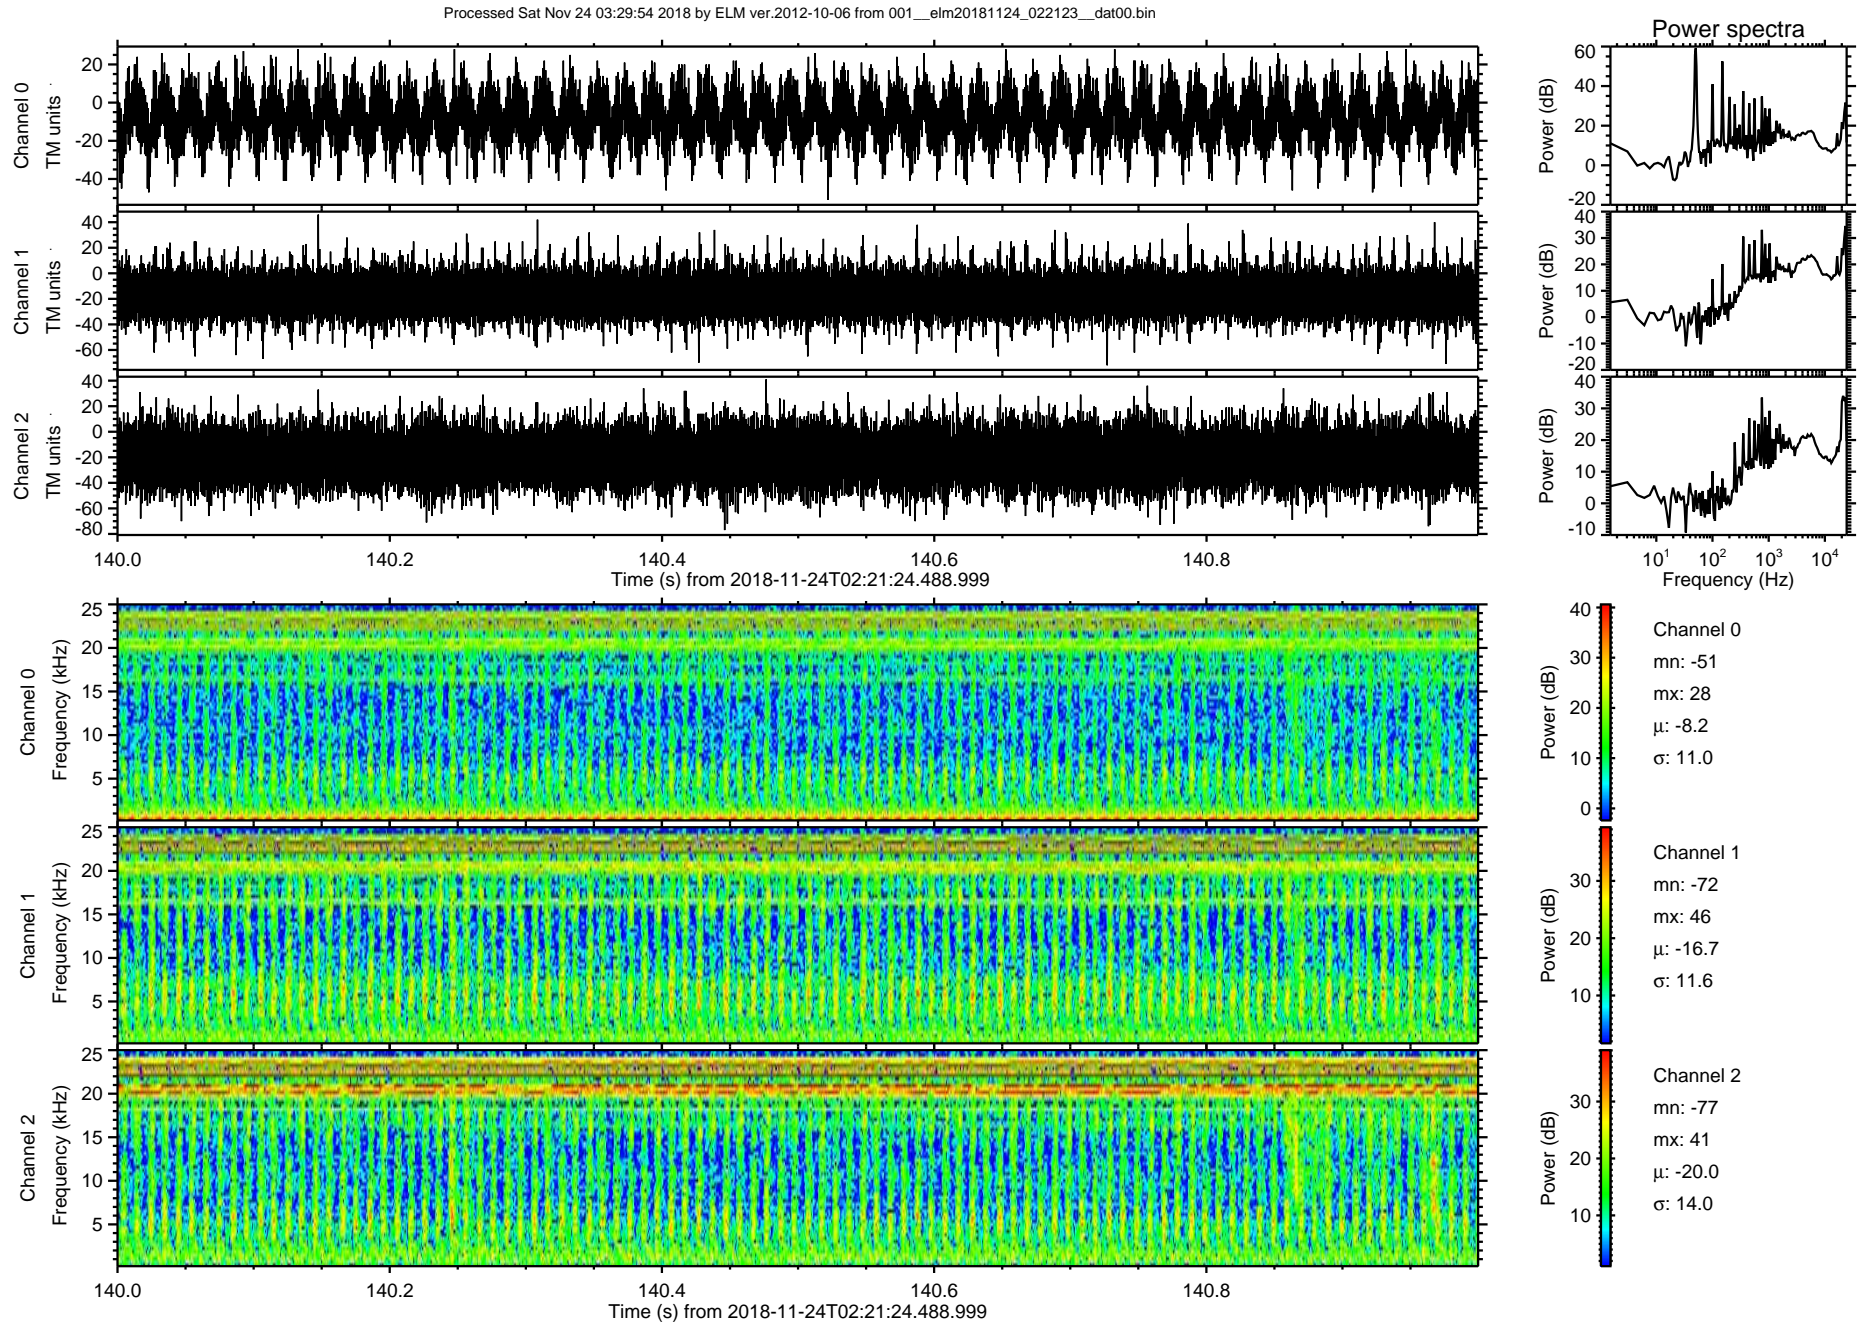 Processed Sat Nov 24 03:29:54 2018 by ELM ver.2012-10-06 from 001__elm20181124_022123__dat00.bin
Power spectra
Channel 0
TM units
20
0
-20
-40
Power (dB)
60
40
20
0
-20
Channel 1
TM units
40
20
0
-20
-40
-60
Power (dB)
40
30
20
10
0
-10
-20
Channel 2
TM units
40
20
0
-20
-40
-60
-80
Power (dB)
40
30
20
10
0
-10
140.0 140.2 140.4 140.6 140.8
Time (s) from 2018-11-24T02:21:24.488.999
10^1 10^2 10^3 10^4
Frequency (Hz)
Channel 0
Frequency (kHz)
25
20
15
10
5
Power (dB)
40
30
20
10
0
Channel 0
mn: -51
mx: 28
μ: -8.2
σ: 11.0
Channel 1
Frequency (kHz)
25
20
15
10
5
Power (dB)
30
20
10
Channel 1
mn: -72
mx: 46
μ: -16.7
σ: 11.6
Channel 2
Frequency (kHz)
25
20
15
10
5
Power (dB)
30
20
10
Channel 2
mn: -77
mx: 41
μ: -20.0
σ: 14.0
140.0 140.2 140.4 140.6 140.8
Time (s) from 2018-11-24T02:21:24.488.999